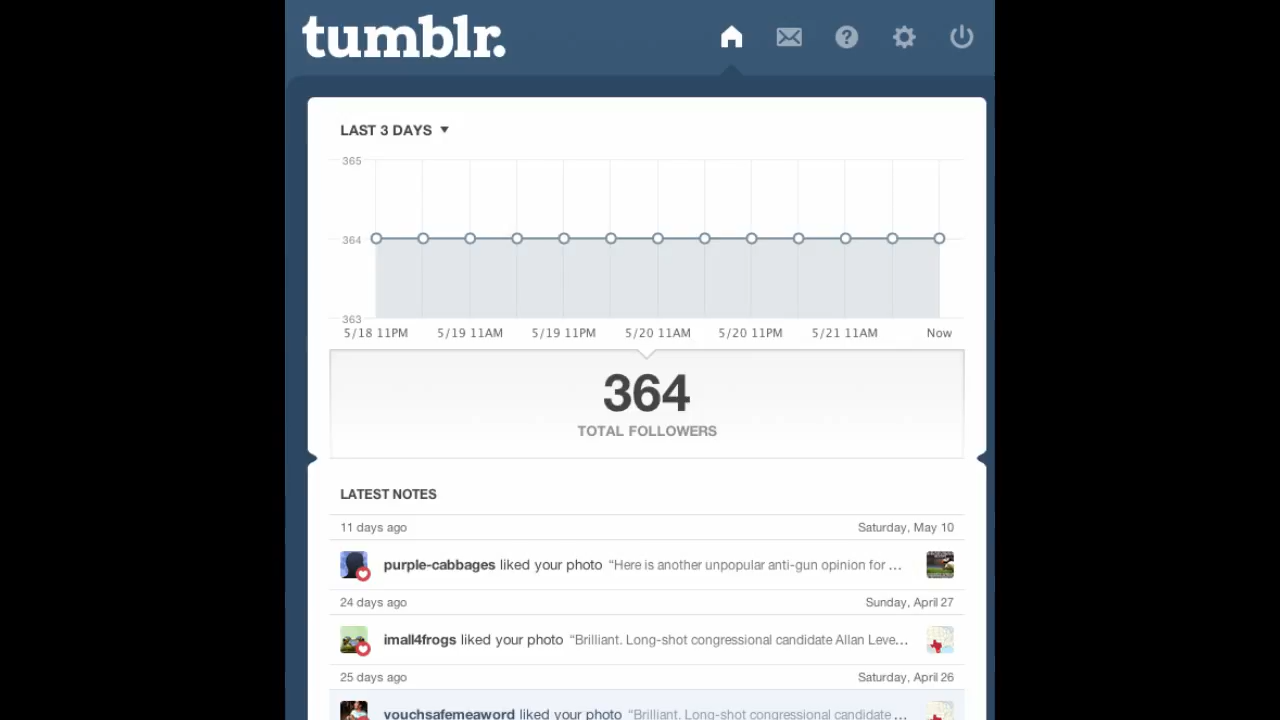 tumblr.
LAST 3 DAYS
365
364
363
5/18 11PM 5/19 11AM 5/19 11PM 5/20 11AM 5/20 11PM 5/21 11AM Now
364
TOTAL FOLLOWERS
LATEST NOTES
11 days ago Saturday, May 10
purple-cabbages liked your photo “Here is another unpopular anti-gun opinion for ...
24 days ago Sunday, April 27
imall4frogs liked your photo “Brilliant. Long-shot congressional candidate Allan Leve...
25 days ago Saturday, April 26
vouchsafemeaword liked your photo “Brilliant. Long-shot congressional candidate ...